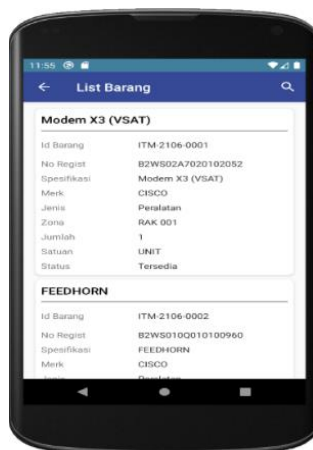 11:55
List Barang
Modem X3 (VSAT)
Id Barang ITM-2106-0001
No Regist B2WS02A7020102052
Spesifikasi Modem X3 (VSAT)
Merk CISCO
Jenis Peralatan
Zona RAK 001
Jumlah 1
Satuan UNIT
Status Tersedia
FEEDHORN
Id Barang ITM-2106-0002
No Regist B2WS010Q010100960
Spesifikasi FEEDHORN
Merk CISCO
Jenis Peralatan